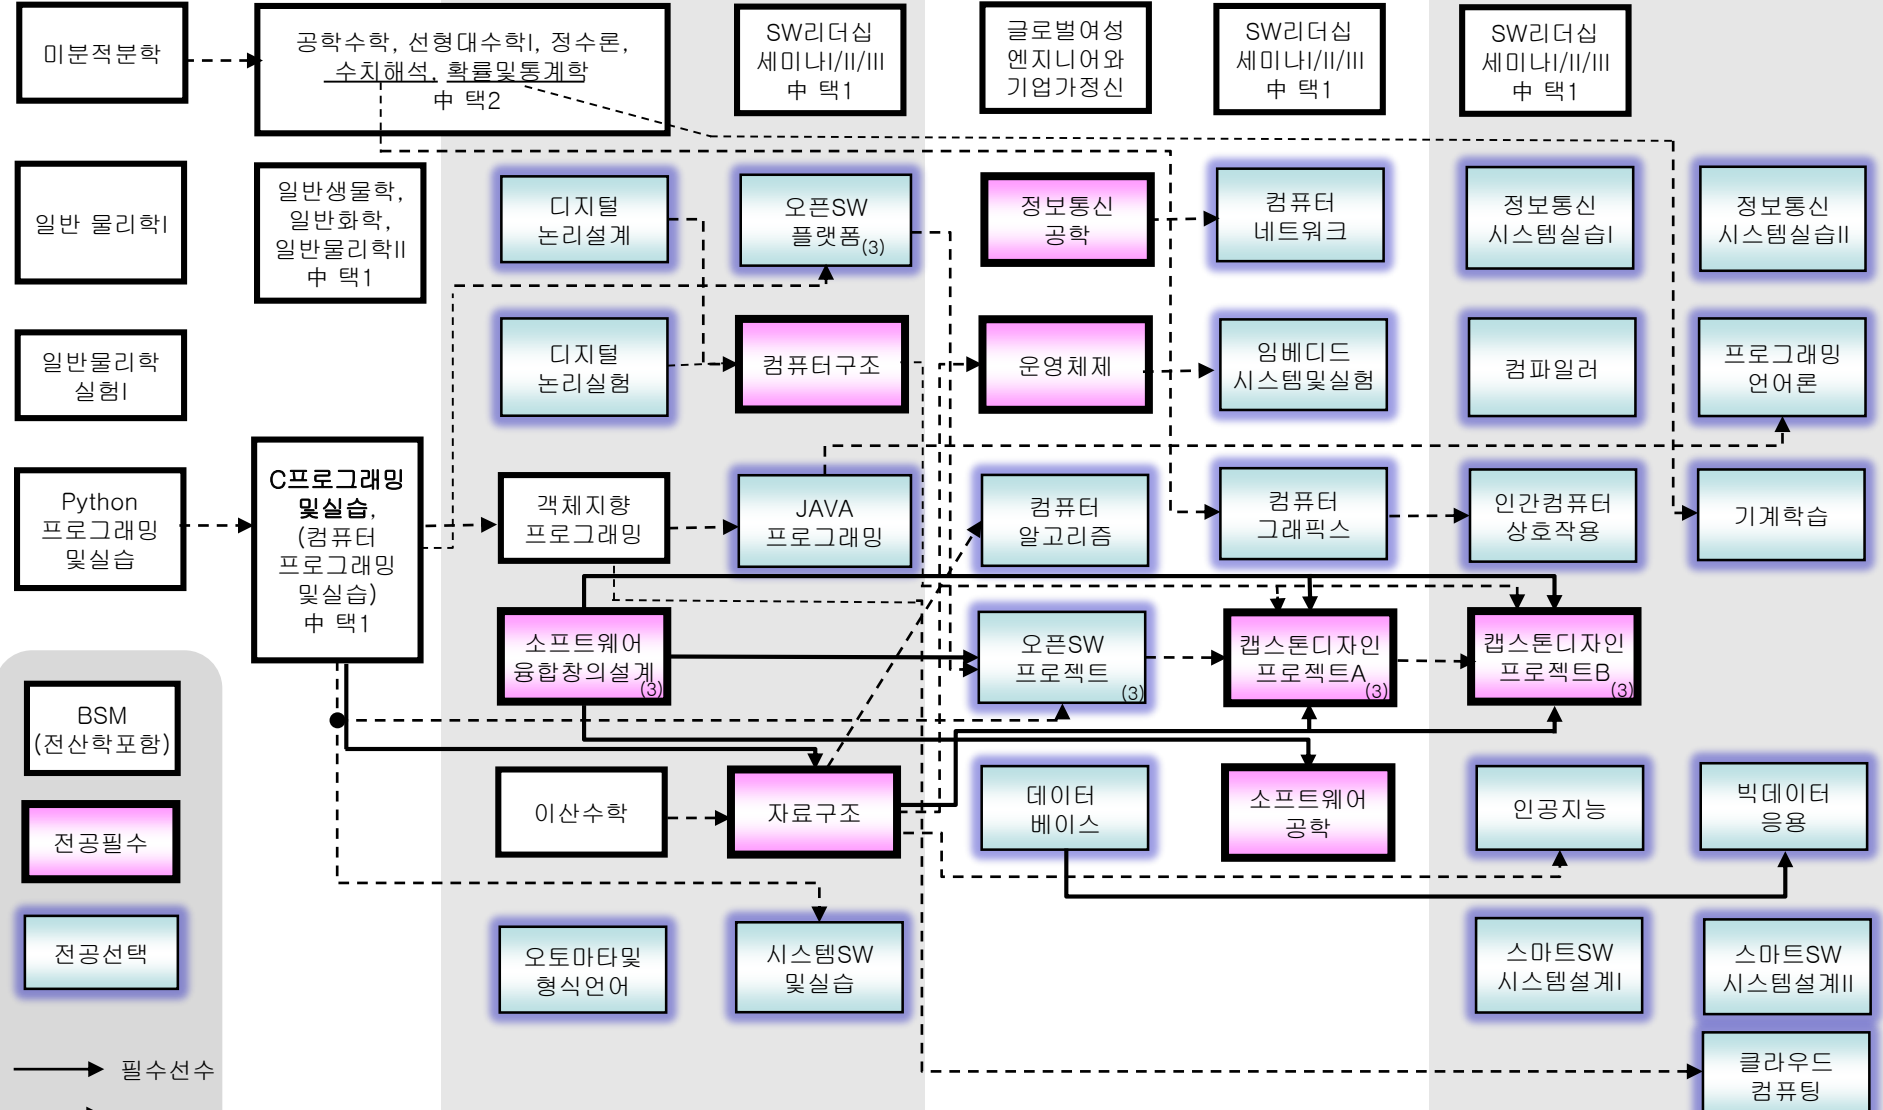 미분적분학
공학수학, 선형대수학I, 정수론,
수치해석, 확률및통계학
中 택2
SW리더십
세미나I/II/III
中 택1
글로벌여성
엔지니어와
기업가정신
SW리더십
세미나I/II/III
中 택1
SW리더십
세미나I/II/III
中 택1
일반 물리학I
일반생물학,
일반화학,
일반물리학II
中 택1
디지털
논리설계
오픈SW
플랫폼(3)
정보통신
공학
컴퓨터
네트워크
정보통신
시스템실습I
정보통신
시스템실습II
일반물리학
실험I
디지털
논리실험
컴퓨터구조
운영체제
임베디드
시스템및실험
컴파일러
프로그래밍
언어론
Python
프로그래밍
및실습
C프로그래밍
및실습,
(컴퓨터
프로그래밍
및실습)
中 택1
객체지향
프로그래밍
JAVA
프로그래밍
컴퓨터
알고리즘
컴퓨터
그래픽스
인간컴퓨터
상호작용
기계학습
소프트웨어
융합창의설계
(3)
오픈SW
프로젝트
(3)
캡스톤디자인
프로젝트A
(3)
캡스톤디자인
프로젝트B
(3)
BSM
(전산학포함)
이산수학
자료구조
데이터
베이스
소프트웨어
공학
인공지능
빅데이터
응용
전공필수
전공선택
오토마타및
형식언어
시스템SW
및실습
스마트SW
시스템설계I
스마트SW
시스템설계II
필수선수
클라우드
컴퓨팅